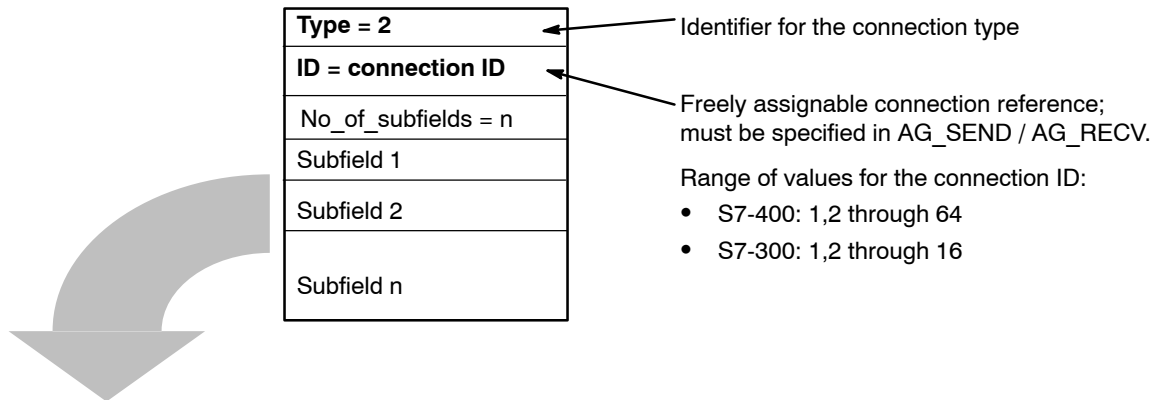 Type = 2
Identifier for the connection type
ID = connection ID
Freely assignable connection reference;
must be specified in AG_SEND / AG_RECV.
No_of_subfields = n
Subfield 1
Subfield 2
Subfield n
Range of values for the connection ID:
• S7-400: 1,2 through 64
• S7-300: 1,2 through 16